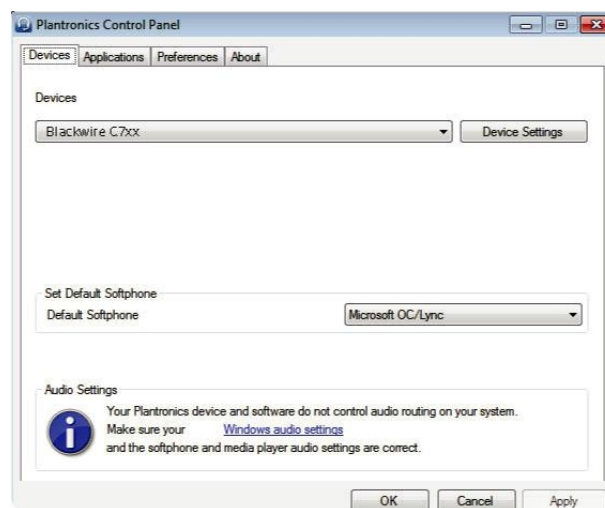 Plantronics Control Panel
Devices Applications Preferences About
Devices
Blackwire C7xx Device Settings
Set Default Softphone
Default Softphone Microsoft OC/Lync
Audio Settings
Your Plantronics device and software do not control audio routing on your system.
Make sure your Windows audio settings
and the softphone and media player audio settings are correct.
OK Cancel Apply